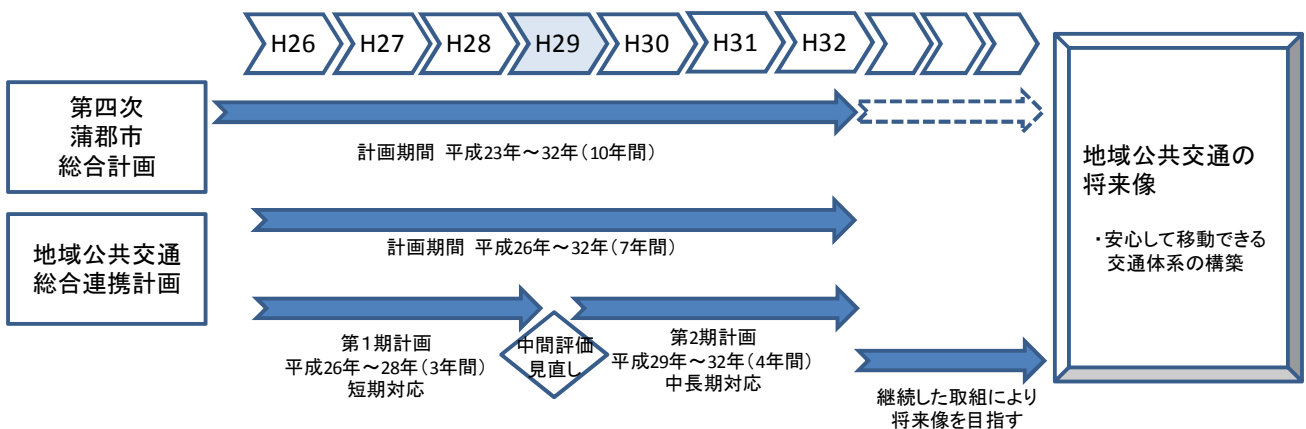 H26
H27
H28
H29
H30
H31
H32
第四次
蒲郡市
総合計画
計画期間 平成23年～32年(10年間)
地域公共交通
総合連携計画
計画期間 平成26年～32年(7年間)
第1期計画
平成26年～28年(3年間)
短期対応
中間評価
見直し
第2期計画
平成29年～32年(4年間)
中長期対応
継続した取組により
将来像を目指す
地域公共交通の
将来像
・安心して移動できる
交通体系の構築